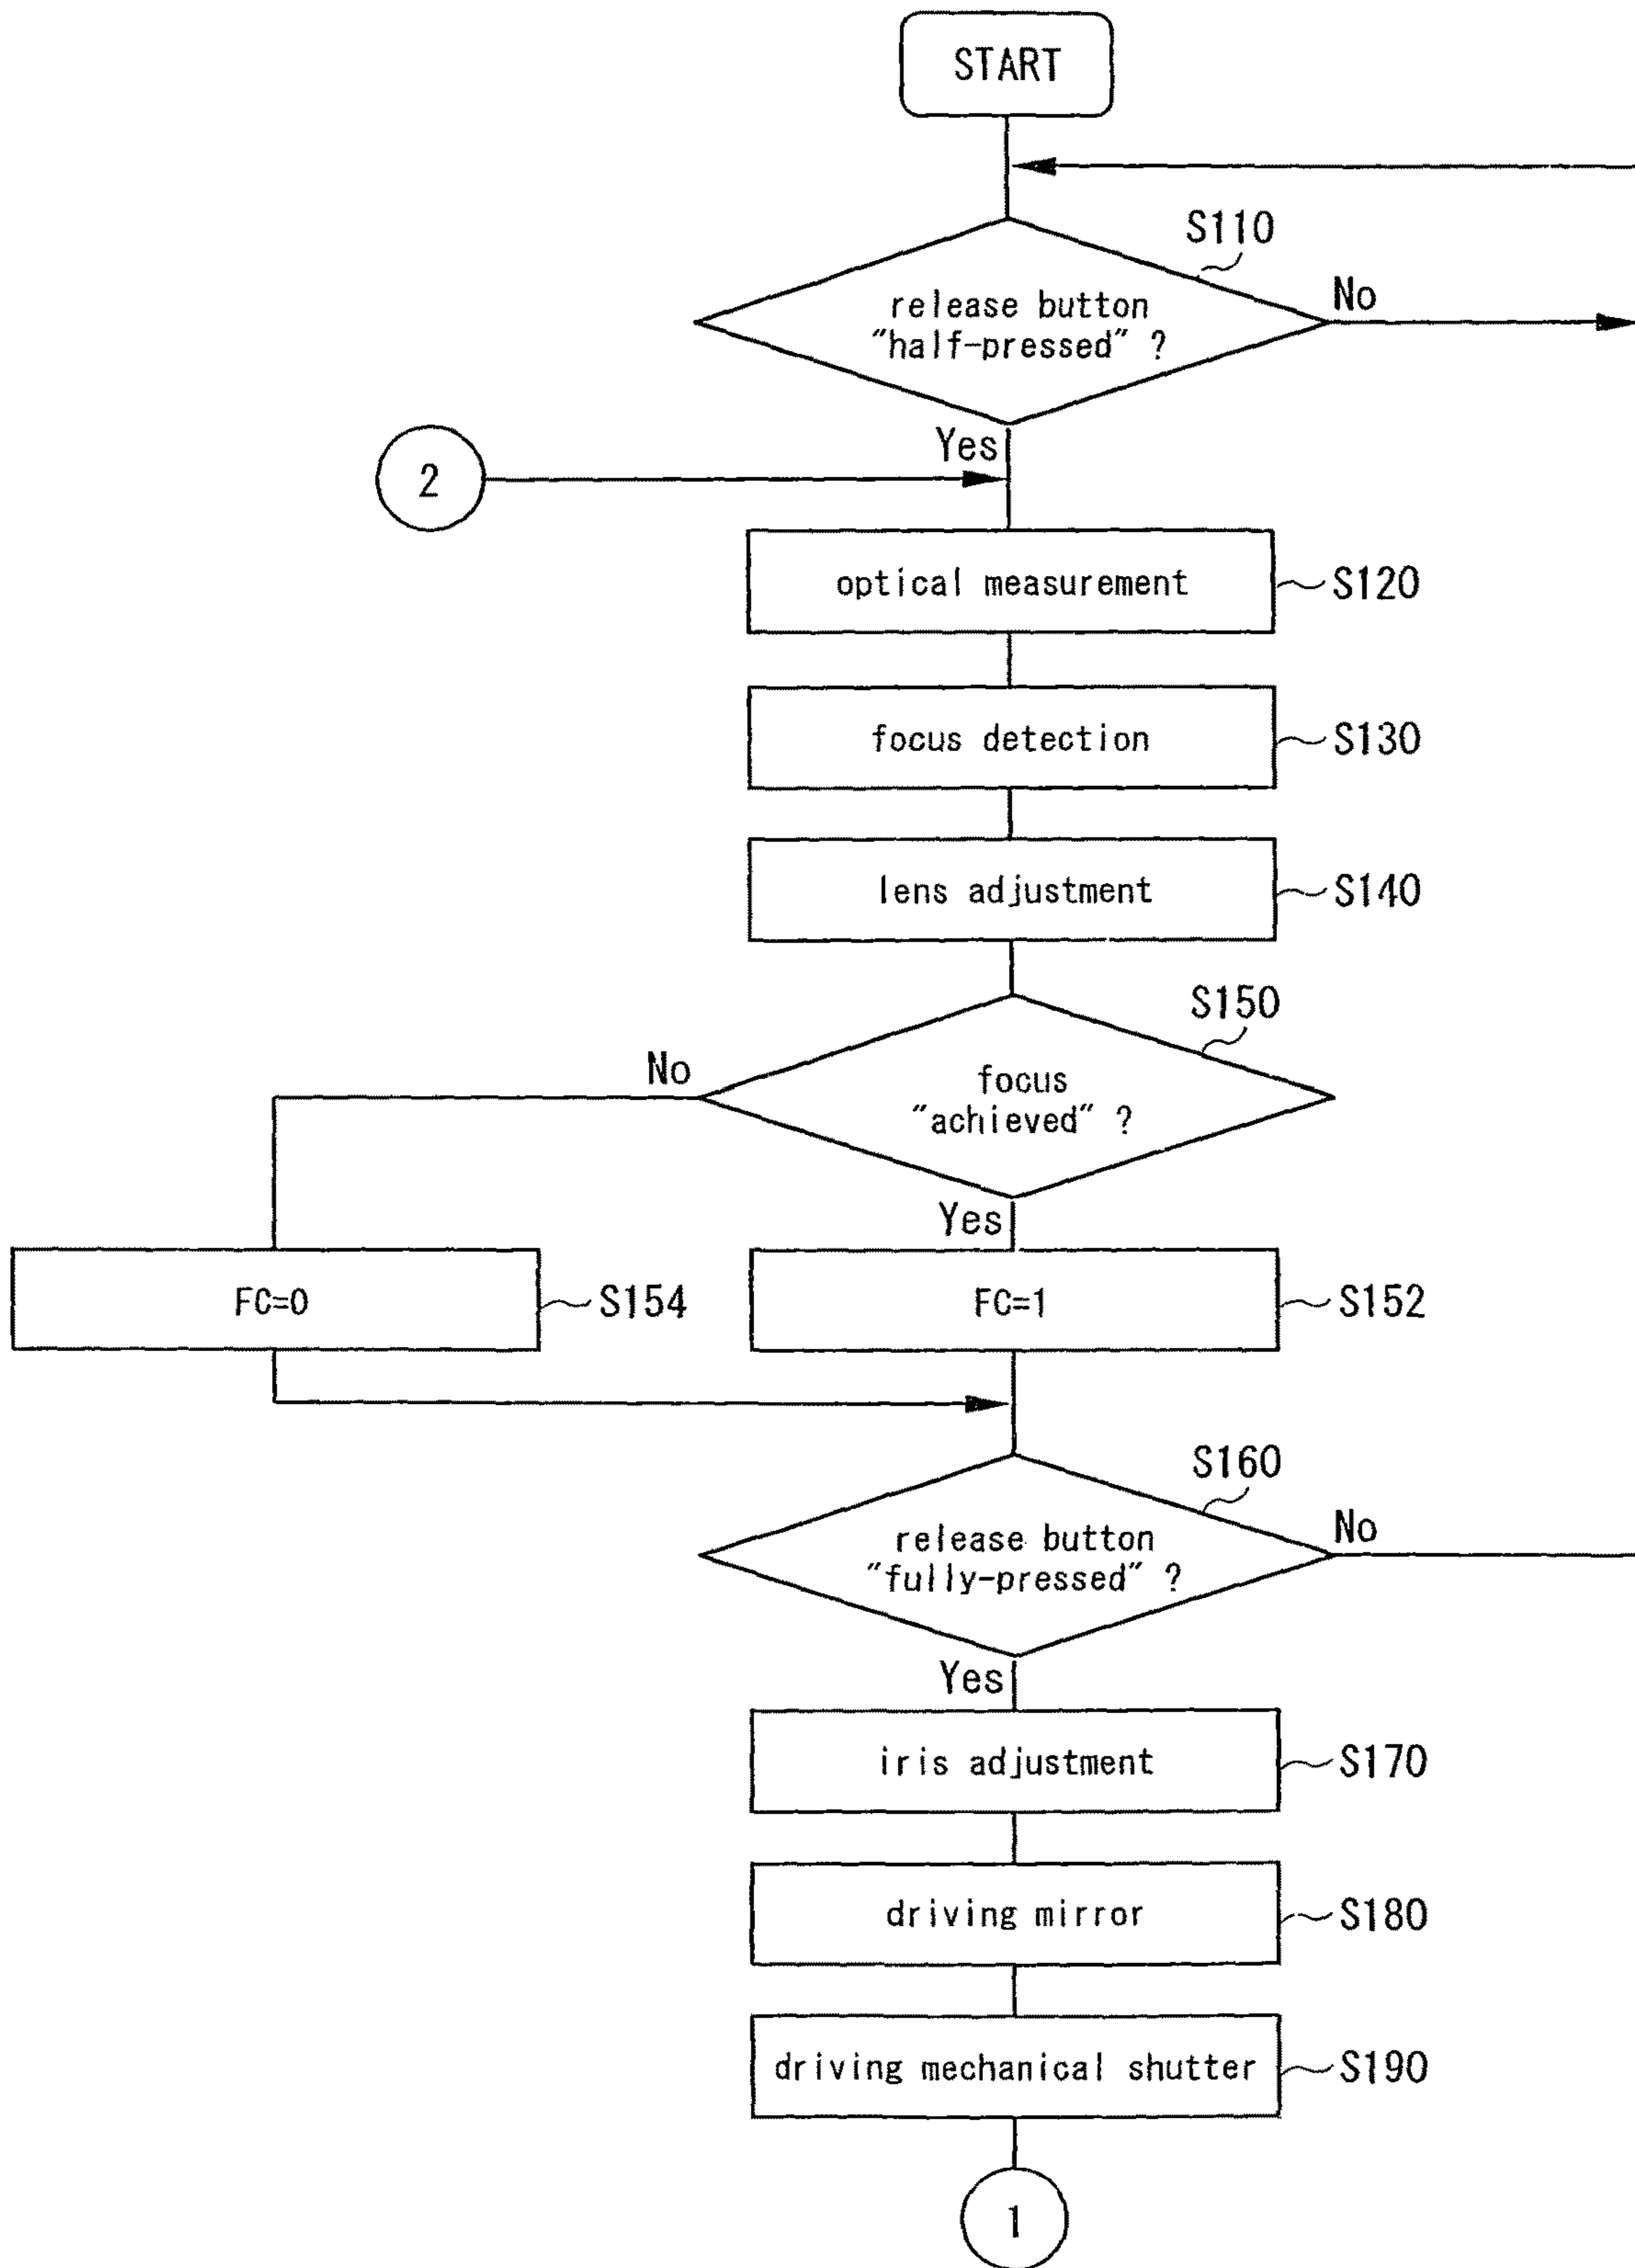 START
S110
release button
"half-pressed" ?
No
Yes
2
optical measurement
S120
focus detection
S130
lens adjustment
S140
S150
No
focus
"achieved" ?
Yes
FC=0
S154
FC=1
S152
S160
release button
"fully-pressed" ?
No
Yes
iris adjustment
S170
driving mirror
S180
driving mechanical shutter
S190
1